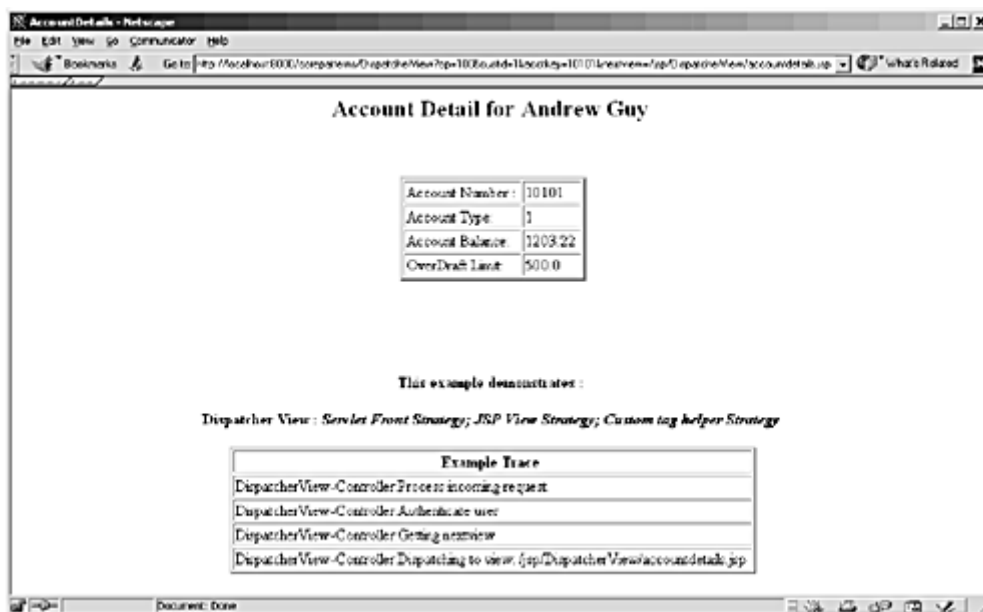 AccountDetails - Netscape
File Edit View Go Communicator Help
Bookmarks Go to: What's Related
Account Detail for Andrew Guy
Account Number : 10101
Account Type: 1
Account Balance: 1203.22
OverDraft Limit: 500.0
This example demonstrates :
Dispatcher View : Servlet Front Strategy; JSP View Strategy; Custom tag helper Strategy
Example Trace
DispatcherView-Controller Process incoming request
DispatcherView-Controller Authenticate user
DispatcherView-Controller Getting nextview
DispatcherView-Controller Dispatching to view: /jsp/DispatcherView/accountdetails.jsp
Document: Done